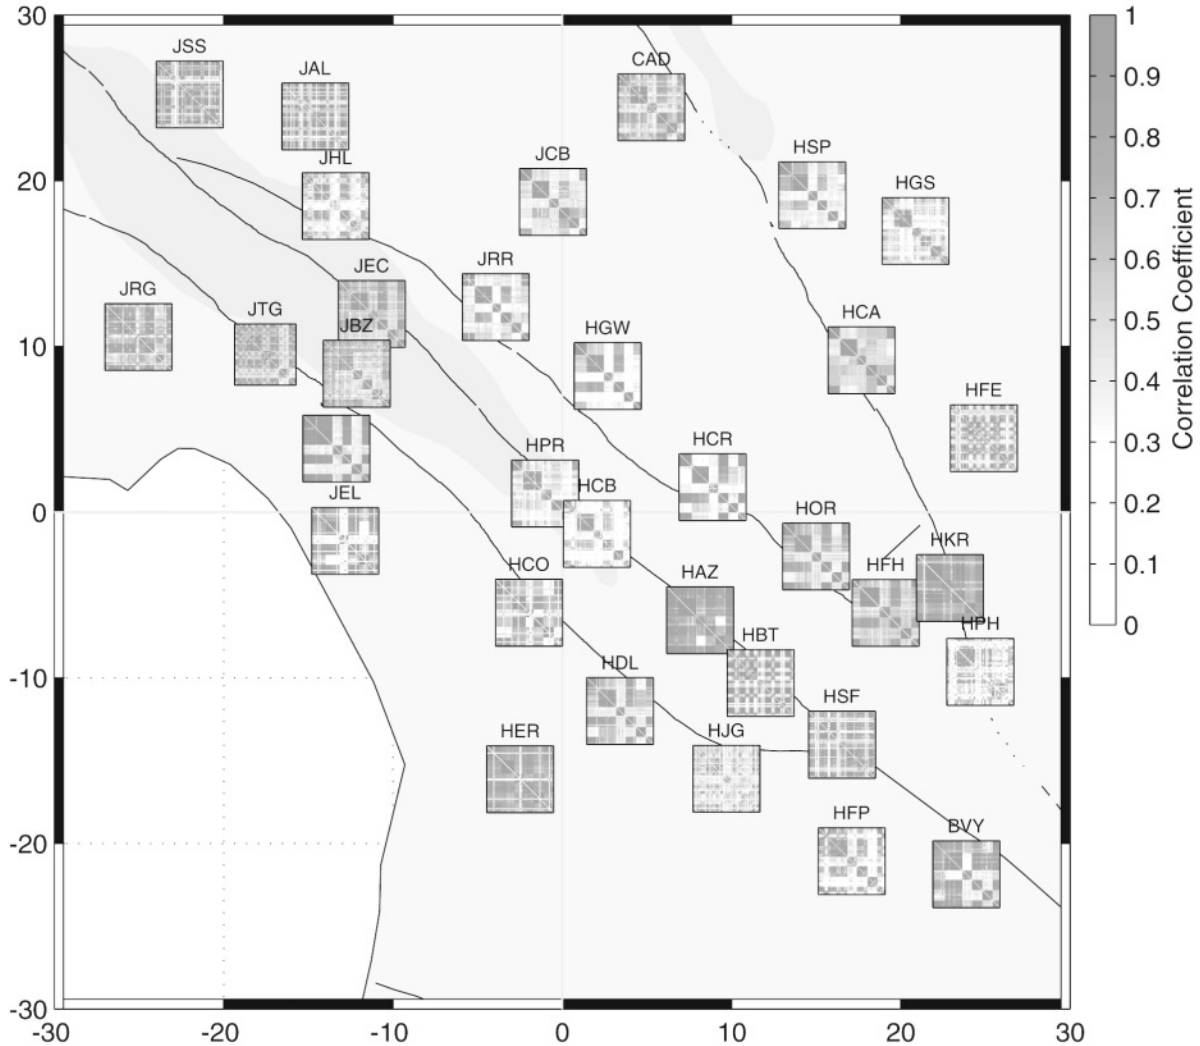 30
20
10
0
-10
-20
-30
-30
-20
-10
0
10
20
30
JSS
JAL
CAD
JHL
JCB
HSP
HGS
JEC
JRR
JRG
JTG
JBZ
HGW
HCA
HFE
HPR
HCR
HCB
JEL
HOR
HCO
HAZ
HFH
HKR
HBT
HPH
HDL
HSF
HER
HJG
HFP
BVY
1
0.9
0.8
0.7
0.6
0.5
0.4
0.3
0.2
0.1
0
Correlation Coefficient